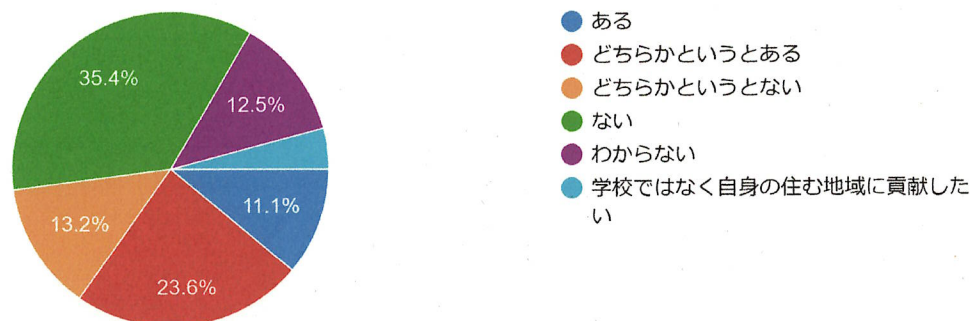 35.4%
12.5%
11.1%
13.2%
23.6%
ある
どちらかというとある
どちらかというとない
ない
わからない
学校ではなく自身の住む地域に貢献した
い